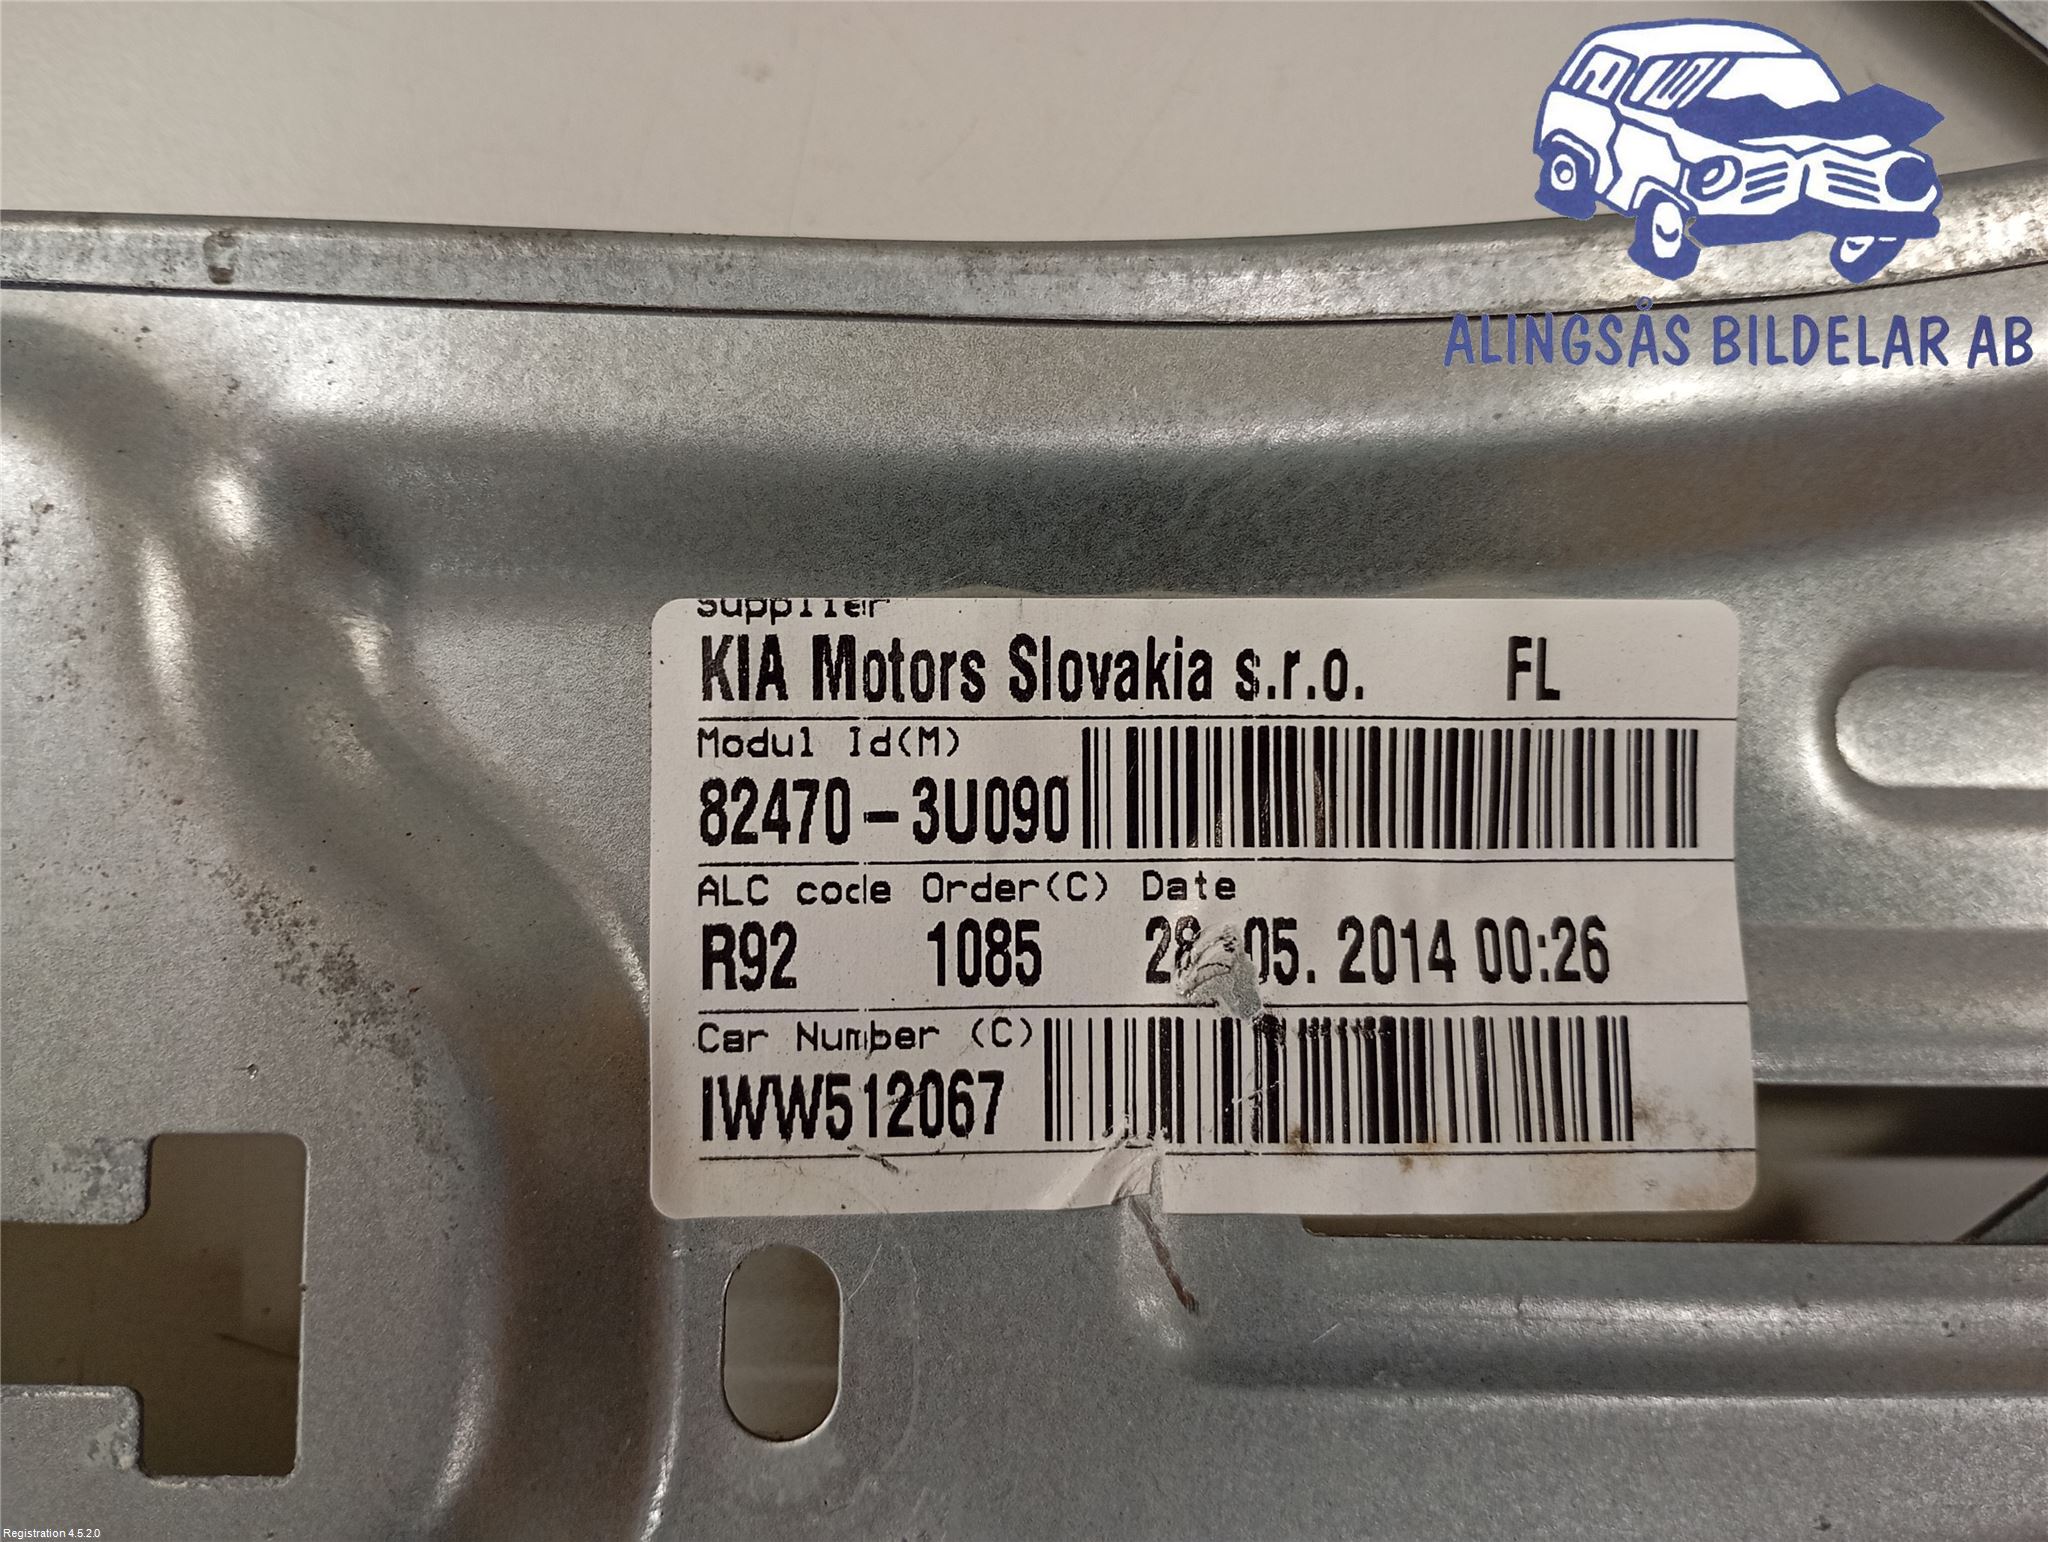 ALINGSÅS BILDELAR AB
Supplier
KIA Motors Slovakia s.r.o. FL
Modul Id(M)
82470-3U090
ALC code Order(C) Date
R92 1085 28.05.2014 00:26
Car Number (C)
IWW512067
Registration 4.5.2.0